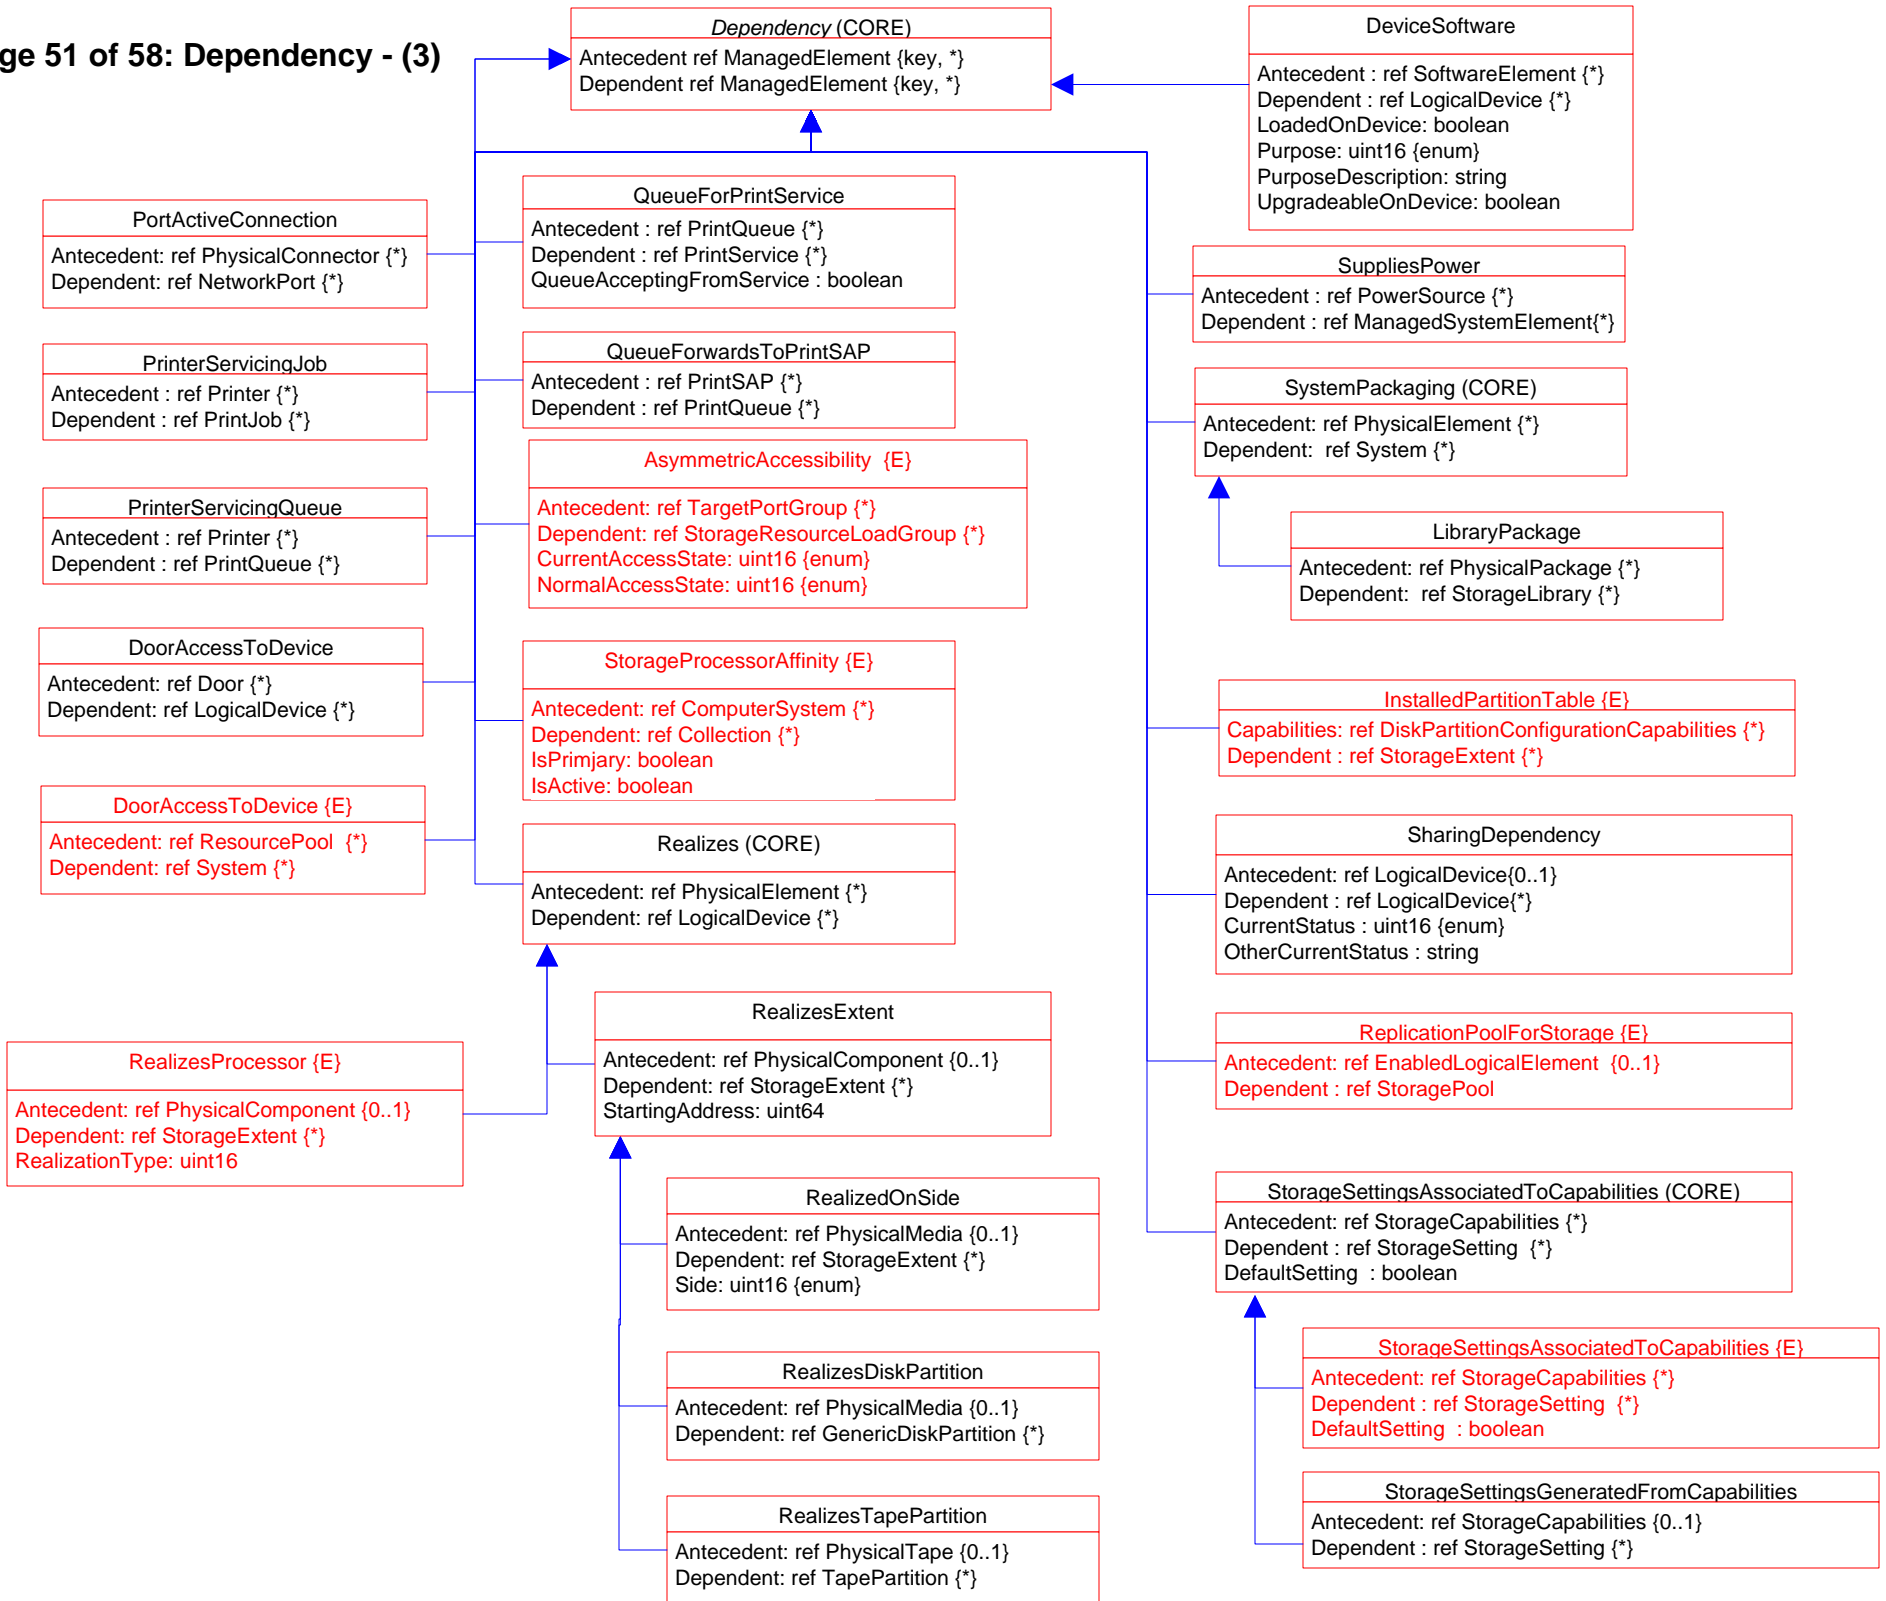 ge 51 of 58: Dependency - (3)
Dependency (CORE)
Antecedent ref ManagedElement {key, *}
Dependent ref ManagedElement {key, *}
DeviceSoftware
Antecedent : ref SoftwareElement {*}
Dependent : ref LogicalDevice {*}
LoadedOnDevice: boolean
Purpose: uint16 {enum}
PurposeDescription: string
UpgradeableOnDevice: boolean
PortActiveConnection
Antecedent: ref PhysicalConnector {*}
Dependent: ref NetworkPort {*}
QueueForPrintService
Antecedent : ref PrintQueue {*}
Dependent : ref PrintService {*}
QueueAcceptingFromService : boolean
SuppliesPower
Antecedent : ref PowerSource {*}
Dependent : ref ManagedSystemElement{*}
PrinterServicingJob
Antecedent : ref Printer {*}
Dependent : ref PrintJob {*}
QueueForwardsToPrintSAP
Antecedent : ref PrintSAP {*}
Dependent : ref PrintQueue {*}
SystemPackaging (CORE)
Antecedent: ref PhysicalElement {*}
Dependent:  ref System {*}
AsymmetricAccessibility  {E}
Antecedent: ref TargetPortGroup {*}
Dependent: ref StorageResourceLoadGroup {*}
CurrentAccessState: uint16 {enum}
NormalAccessState: uint16 {enum}
PrinterServicingQueue
Antecedent : ref Printer {*}
Dependent : ref PrintQueue {*}
LibraryPackage
Antecedent: ref PhysicalPackage {*}
Dependent:  ref StorageLibrary {*}
DoorAccessToDevice
Antecedent: ref Door {*}
Dependent: ref LogicalDevice {*}
StorageProcessorAffinity {E}
Antecedent: ref ComputerSystem {*}
Dependent: ref Collection {*}
IsPrimjary: boolean
IsActive: boolean
InstalledPartitionTable {E}
Capabilities: ref DiskPartitionConfigurationCapabilities {*}
Dependent : ref StorageExtent {*}
DoorAccessToDevice {E}
Antecedent: ref ResourcePool  {*}
Dependent: ref System {*}
Realizes (CORE)
Antecedent: ref PhysicalElement {*}
Dependent: ref LogicalDevice {*}
SharingDependency
Antecedent: ref LogicalDevice{0..1}
Dependent : ref LogicalDevice{*}
CurrentStatus : uint16 {enum}
OtherCurrentStatus : string
RealizesExtent
Antecedent: ref PhysicalComponent {0..1}
Dependent: ref StorageExtent {*}
StartingAddress: uint64
ReplicationPoolForStorage {E}
Antecedent: ref EnabledLogicalElement  {0..1}
Dependent : ref StoragePool
RealizesProcessor {E}
Antecedent: ref PhysicalComponent {0..1}
Dependent: ref StorageExtent {*}
RealizationType: uint16
RealizedOnSide
Antecedent: ref PhysicalMedia {0..1}
Dependent: ref StorageExtent {*}
Side: uint16 {enum}
StorageSettingsAssociatedToCapabilities (CORE)
Antecedent: ref StorageCapabilities {*}
Dependent : ref StorageSetting  {*}
DefaultSetting  : boolean
RealizesDiskPartition
Antecedent: ref PhysicalMedia {0..1}
Dependent: ref GenericDiskPartition {*}
StorageSettingsAssociatedToCapabilities {E}
Antecedent: ref StorageCapabilities {*}
Dependent : ref StorageSetting  {*}
DefaultSetting  : boolean
RealizesTapePartition
Antecedent: ref PhysicalTape {0..1}
Dependent: ref TapePartition {*}
StorageSettingsGeneratedFromCapabilities
Antecedent: ref StorageCapabilities {0..1}
Dependent : ref StorageSetting {*}